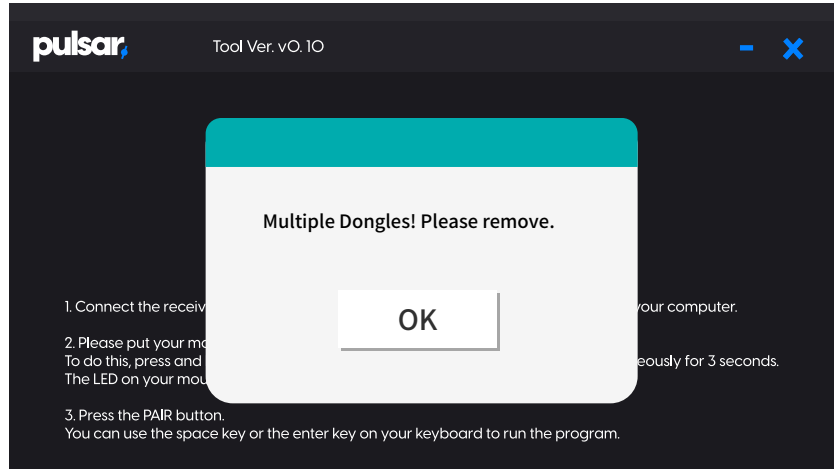 pulsar
Tool Ver. v0. 10
Multiple Dongles! Please remove.
OK
1. Connect the receiv
your computer.
2. Please put your mo
To do this, press and
eously for 3 seconds.
The LED on your mou
3. Press the PAIR button.
You can use the space key or the enter key on your keyboard to run the program.